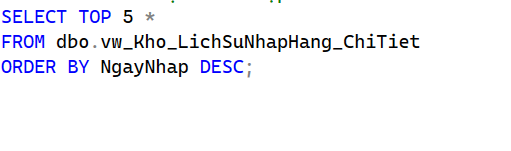 SELECT TOP 5 *
FROM dbo.vw_Kho_LichSuNhapHang_ChiTiet
ORDER BY NgayNhap DESC;